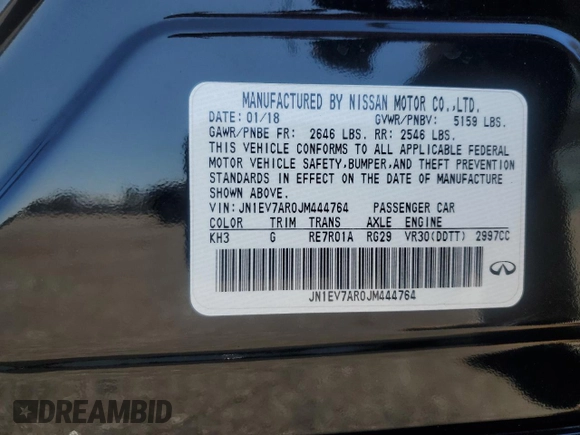 MANUFACTURED BY NISSAN MOTOR CO.,LTD.
DATE: 01/18 GVWR/PNBV: 5159 LBS.
GAWR/PNBE FR: 2646 LBS. RR: 2546 LBS.
THIS VEHICLE CONFORMS TO ALL APPLICABLE FEDERAL
MOTOR VEHICLE SAFETY,BUMPER,AND THEFT PREVENTION
STANDARDS IN EFFECT ON THE DATE OF MANUFACTURE
SHOWN ABOVE.
VIN: JN1EV7AR0JM444764 PASSENGER CAR
COLOR TRIM TRANS AXLE ENGINE
KH3 G RE7R01A RG29 VR30(DDTT) 2997CC
JN1EV7AR0JM444764
INFINITI
DREAMBID